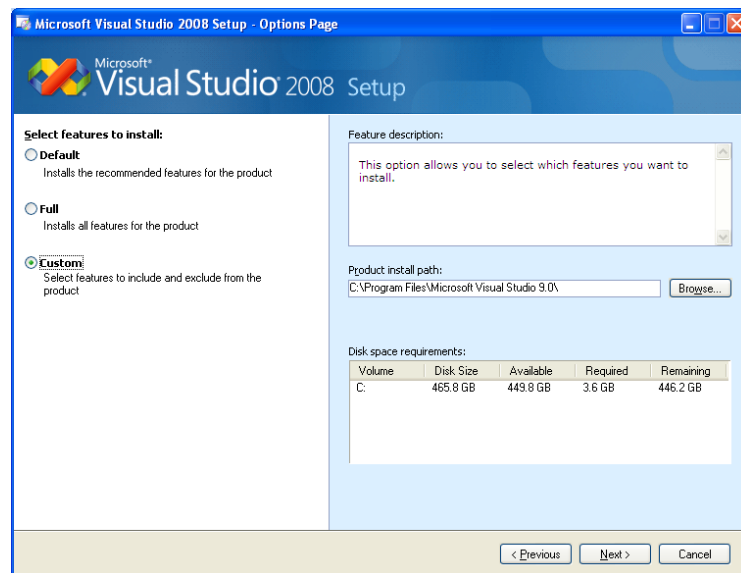 Microsoft Visual Studio 2008 Setup - Options Page
Microsoft®
Visual Studio® 2008 Setup
Select features to install:
Default
Installs the recommended features for the product
Full
Installs all features for the product
Custom
Select features to include and exclude from the
product
Feature description:
This option allows you to select which features you want to
install.
Product install path:
C:\Program Files\Microsoft Visual Studio 9.0\
Browse...
Disk space requirements:
Volume Disk Size Available Required Remaining
C: 465.8 GB 449.8 GB 3.6 GB 446.2 GB
< Previous Next > Cancel